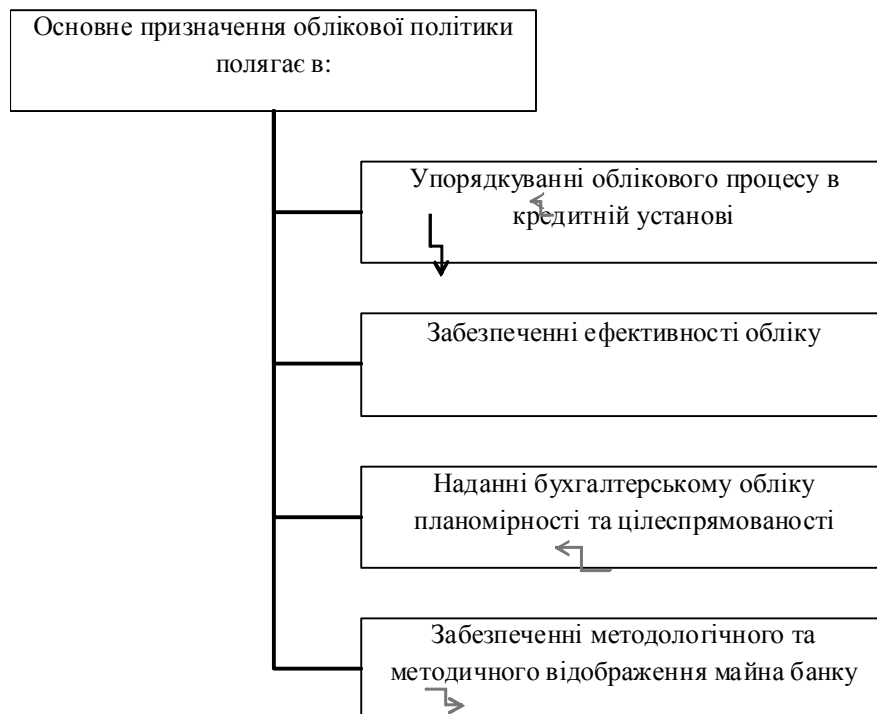 Основне призначення облікової політики
полягає в:
Упорядкуванні облікового процесу в
кредитній установі
Забезпеченні ефективності обліку
Наданні бухгалтерському обліку
планомірності та цілеспрямованості
Забезпеченні методологічного та
методичного відображення майна банку